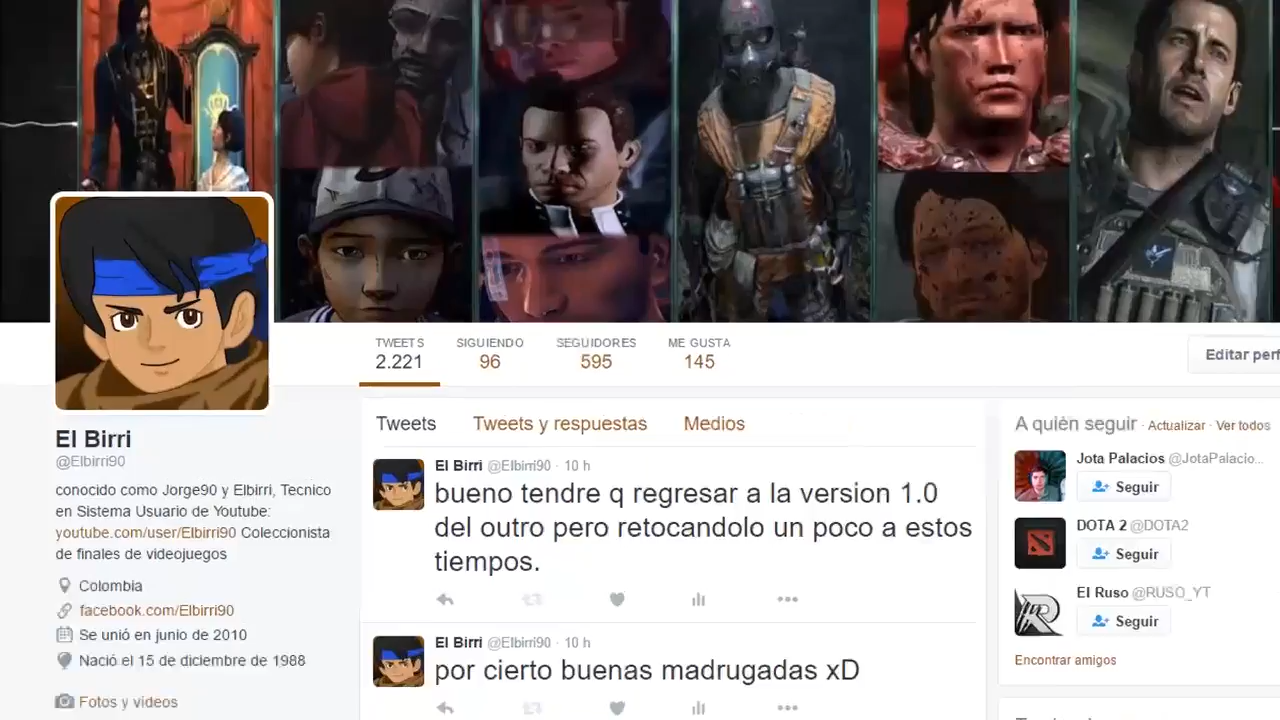 TWEETS
2.221
SIGUIENDO
96
SEGUIDORES
595
ME GUSTA
145
Editar perf
El Birri
@Elbirri90
conocido como Jorge90 y Elbirri, Tecnico
en Sistema Usuario de Youtube:
youtube.com/user/Elbirri90 Coleccionista
de finales de videojuegos
Colombia
facebook.com/Elbirri90
Se unió en junio de 2010
Nació el 15 de diciembre de 1988
Fotos y vídeos
Tweets Tweets y respuestas Medios
El Birri @Elbirri90 · 10 h
bueno tendre q regresar a la version 1.0
del outro pero retocandolo un poco a estos
tiempos.
El Birri @Elbirri90 · 10 h
por cierto buenas madrugadas xD
A quién seguir · Actualizar · Ver todos
Jota Palacios @JotaPalacio...
Seguir
DOTA 2 @DOTA2
Seguir
El Ruso @RUSO_YT
Seguir
Encontrar amigos